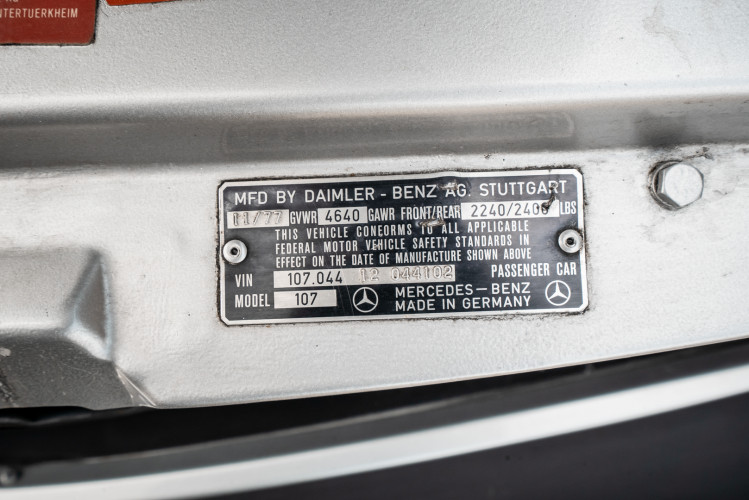 NTERTUERKHEIM
MFD BY DAIMLER - BENZ AG. STUTTGART
11/77 GVWR 4640 GAWR FRONT/REAR 2240/2400 LBS
THIS VEHICLE CONFORMS TO ALL APPLICABLE
FEDERAL MOTOR VEHICLE SAFETY STANDARDS IN
EFFECT ON THE DATE OF MANUFACTURE SHOWN ABOVE
VIN 107.044 12 044102 PASSENGER CAR
MODEL 107 MERCEDES-BENZ
MADE IN GERMANY